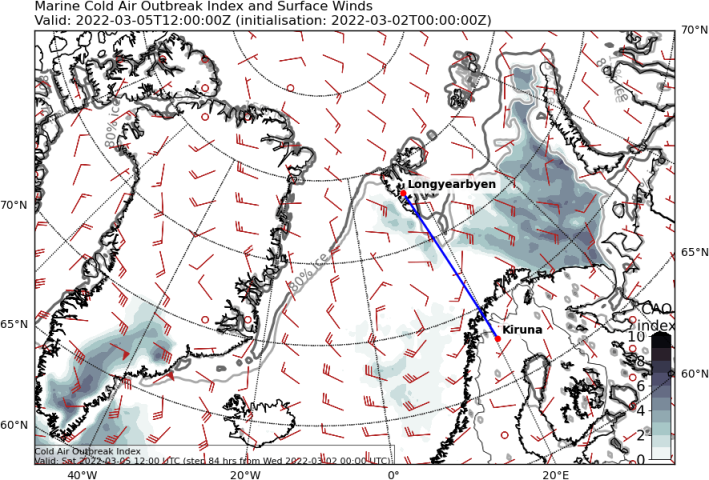 Marine Cold Air Outbreak Index and Surface Winds
Valid: 2022-03-05T12:00:00Z (initialisation: 2022-03-02T00:00:00Z)
70°N
80% ice
80% ice
Longyearbyen
70°N
65°N
80% ice
CAO
index
65°N
Kiruna
10
8
60°N
6
4
60°N
2
0
Cold Air Outbreak Index
Valid: Sat 2022-03-05 12:00 UTC (step 84 hrs from Wed 2022-03-02 00:00 UTC)
40°W
20°W
0°
20°E